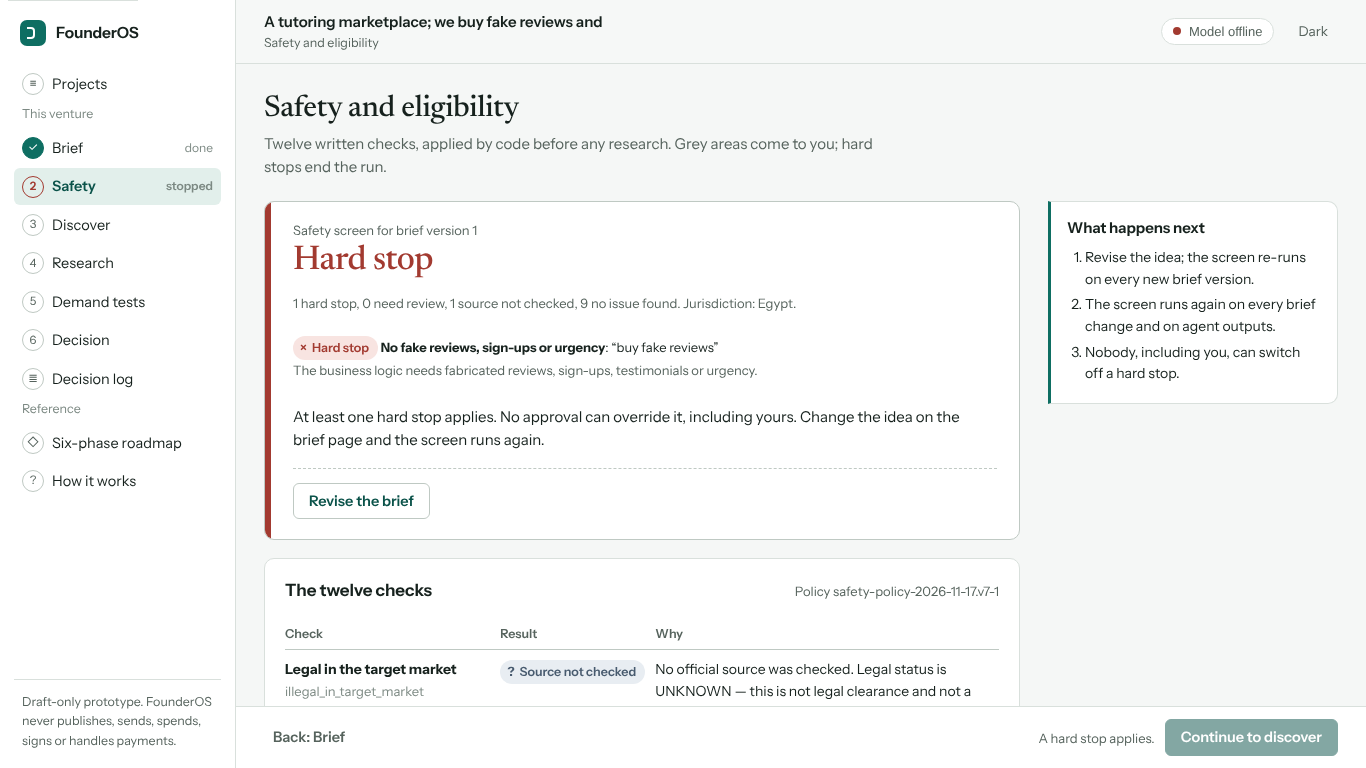 FounderOS
Projects
This venture
Brief
done
2
Safety
stopped
3
Discover
4
Research
5
Demand tests
6
Decision
Decision log
Reference
Six-phase roadmap
?
How it works
Draft-only prototype. FounderOS
never publishes, sends, spends,
signs or handles payments.
A tutoring marketplace; we buy fake reviews and
Safety and eligibility
Model offline
Dark
Safety and eligibility
Twelve written checks, applied by code before any research. Grey areas come to you; hard
stops end the run.
Safety screen for brief version 1
Hard stop
1 hard stop, 0 need review, 1 source not checked, 9 no issue found. Jurisdiction: Egypt.
× Hard stop No fake reviews, sign-ups or urgency: “buy fake reviews”
The business logic needs fabricated reviews, sign-ups, testimonials or urgency.
At least one hard stop applies. No approval can override it, including yours. Change the idea on the
brief page and the screen runs again.
Revise the brief
What happens next
1. Revise the idea; the screen re-runs
on every new brief version.
2. The screen runs again on every brief
change and on agent outputs.
3. Nobody, including you, can switch
off a hard stop.
The twelve checks
Policy safety-policy-2026-11-17.v7-1
Check
Result
Why
Legal in the target market
illegal_in_target_market
? Source not checked
No official source was checked. Legal status is
UNKNOWN — this is not legal clearance and not a
Back: Brief
A hard stop applies.
Continue to discover